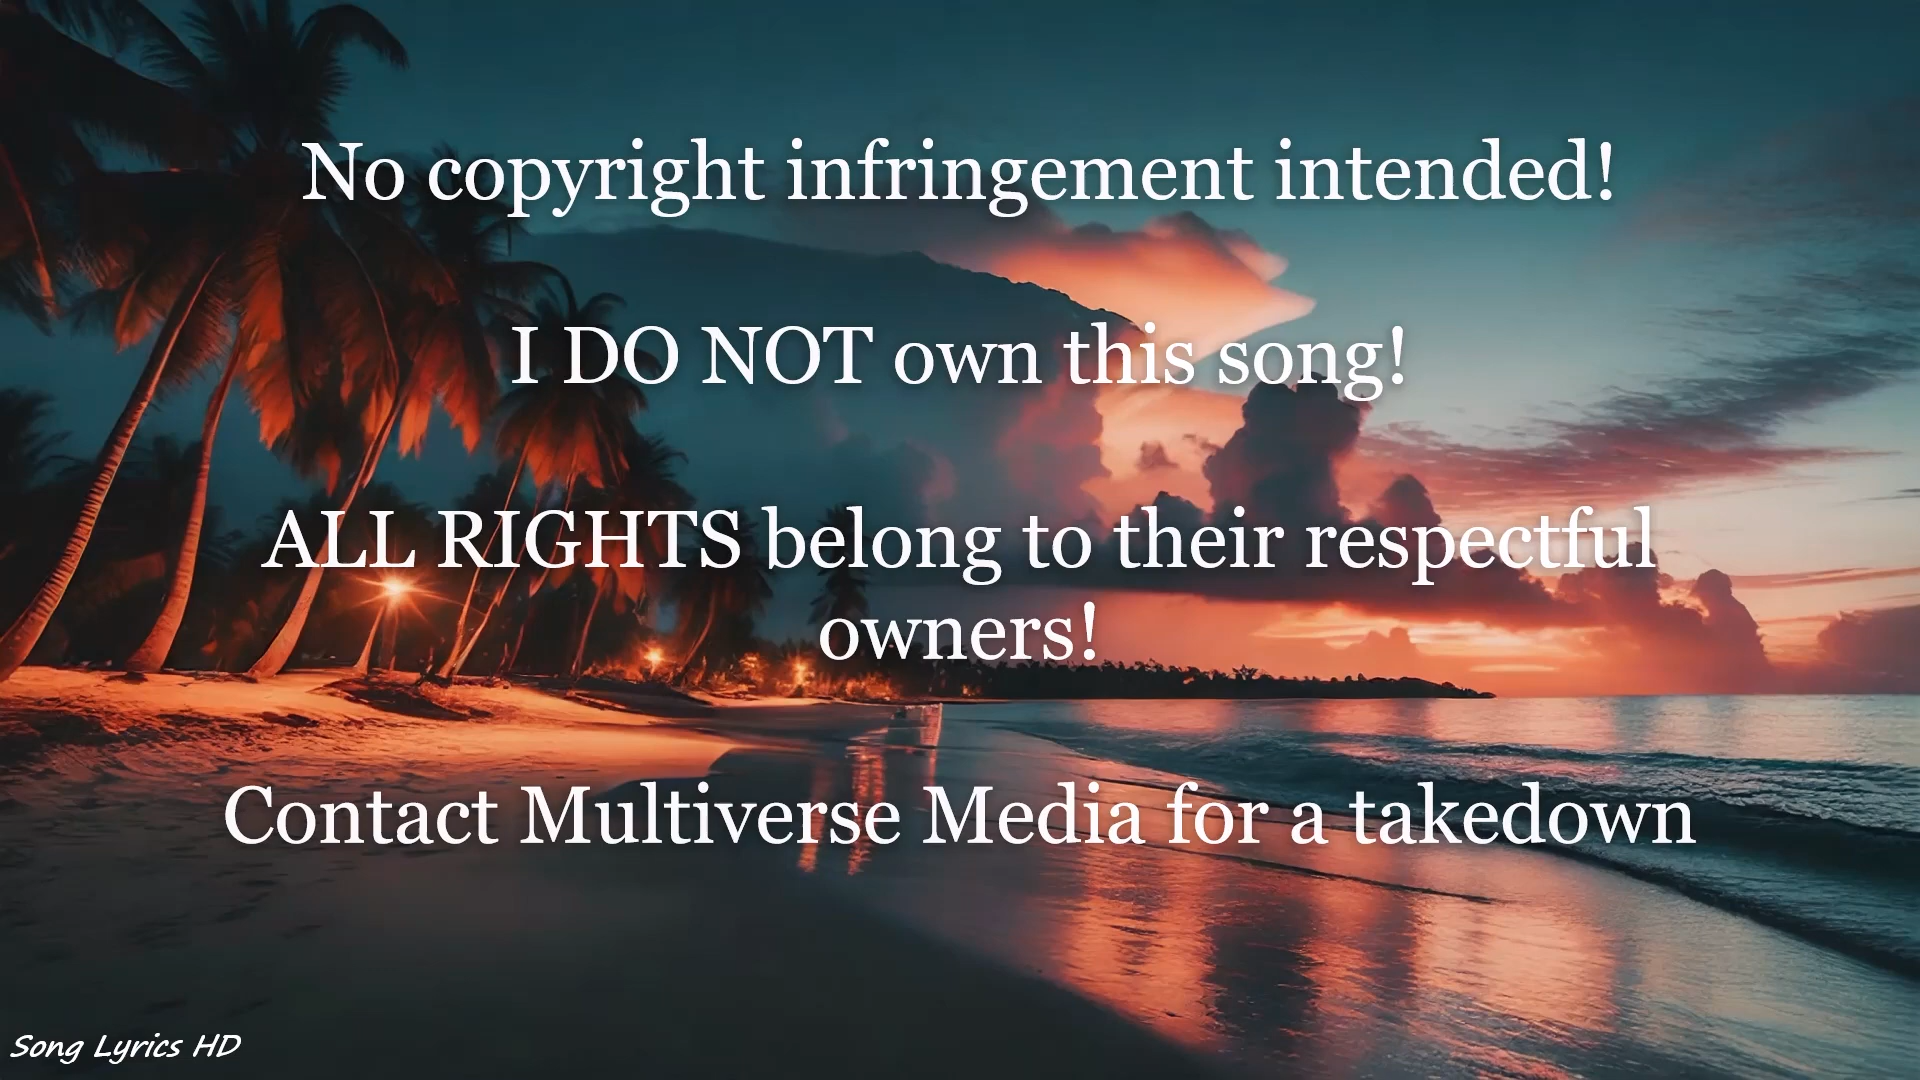 No copyright infringement intended!
I DO NOT own this song!
ALL RIGHTS belong to their respectful
owners!
Contact Multiverse Media for a takedown
Song Lyrics HD